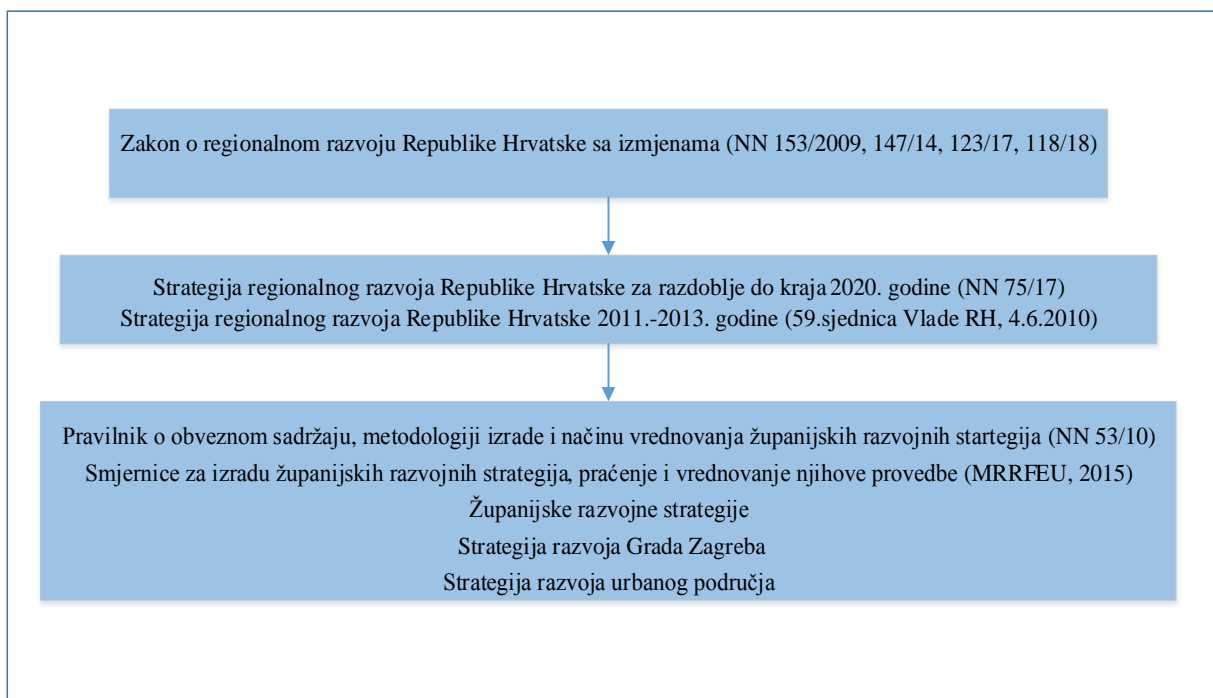 Zakon o regionalnom razvoju Republike Hrvatske sa izmjenama (NN 153/2009, 147/14, 123/17, 118/18)
Strategija regionalnog razvoja Republike Hrvatske za razdoblje do kraja 2020. godine (NN 75/17)
Strategija regionalnog razvoja Republike Hrvatske 2011.-2013. godine (59.sjednica Vlade RH, 4.6.2010)
Pravilnik o obveznom sadržaju, metodologiji izrade i načinu vrednovanja županijskih razvojnih startegija (NN 53/10)
Smjernice za izradu županijskih razvojnih strategija, praćenje i vrednovanje njihove provedbe (MRRFEU, 2015)
Županijske razvojne strategije
Strategija razvoja Grada Zagreba
Strategija razvoja urbanog područja